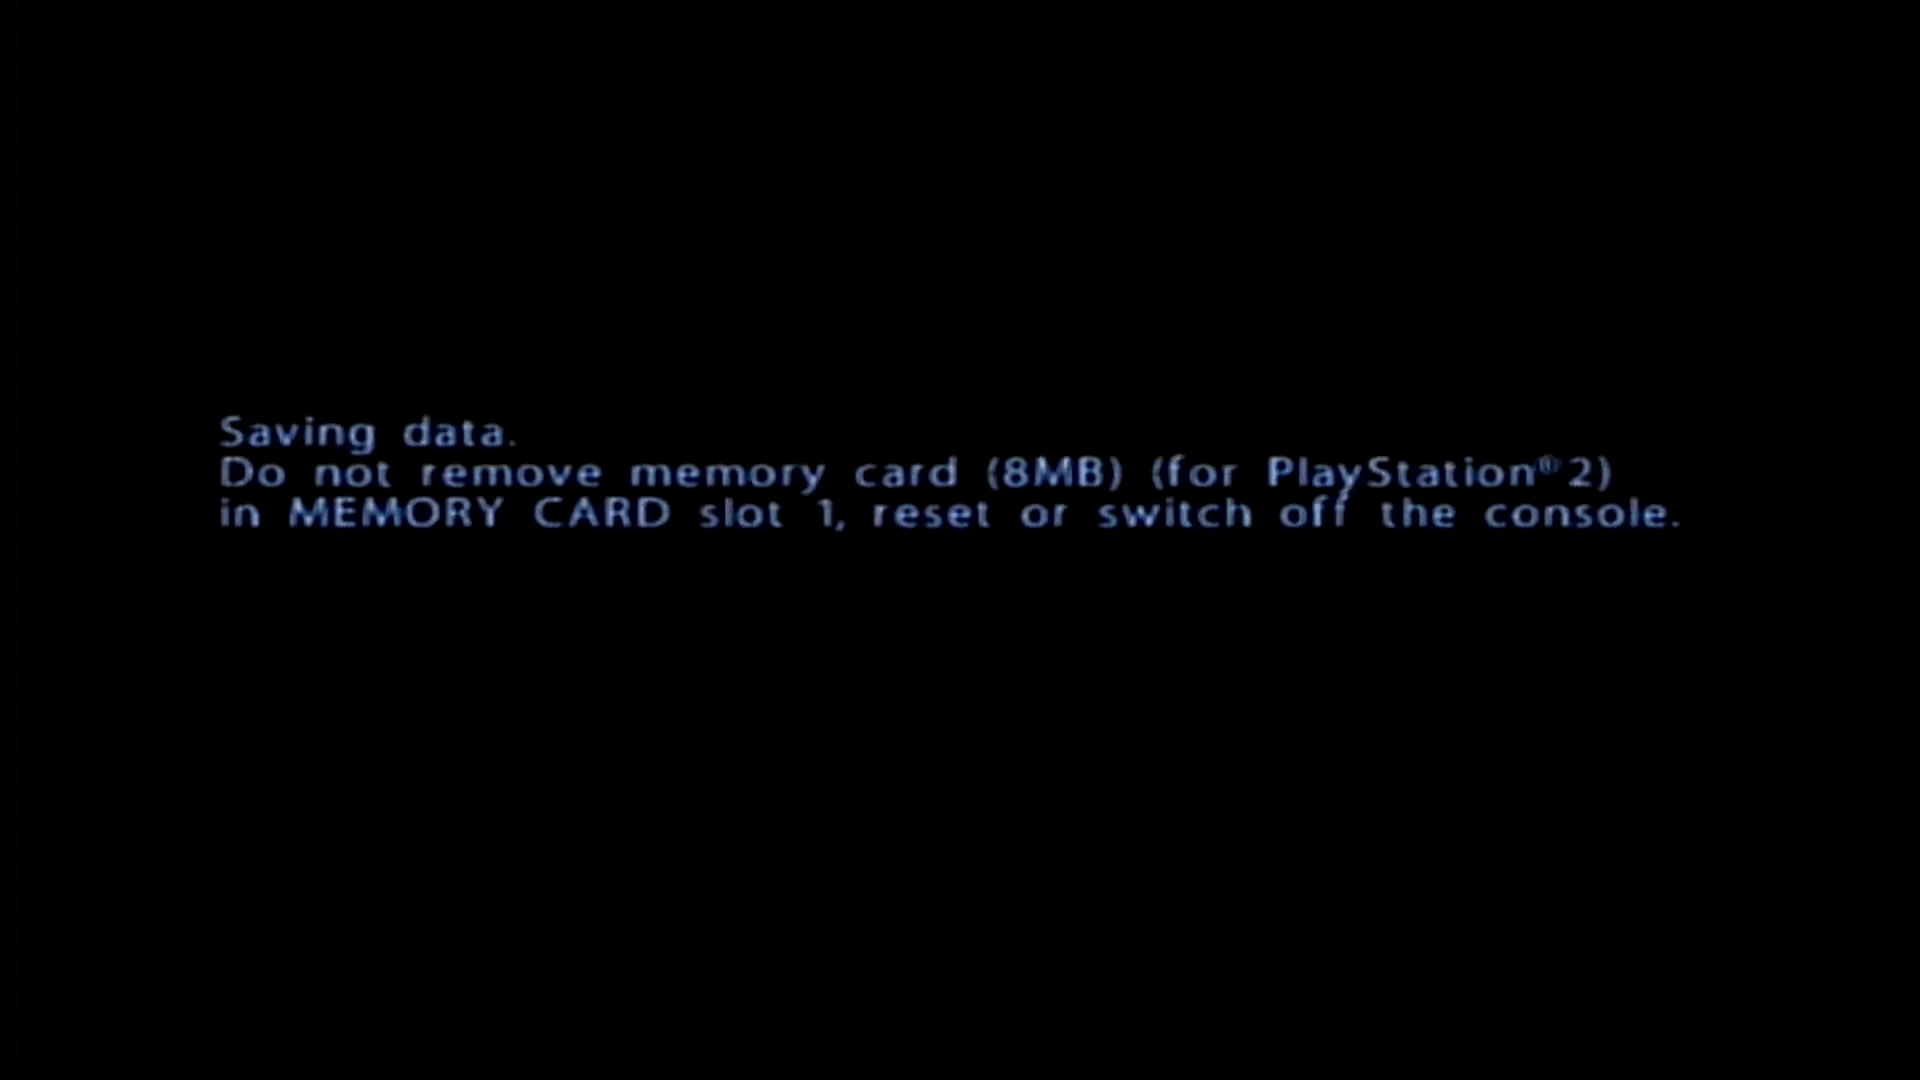 Saving data.
Do not remove memory card (8MB) (for PlayStation®2)
in MEMORY CARD slot 1, reset or switch off the console.